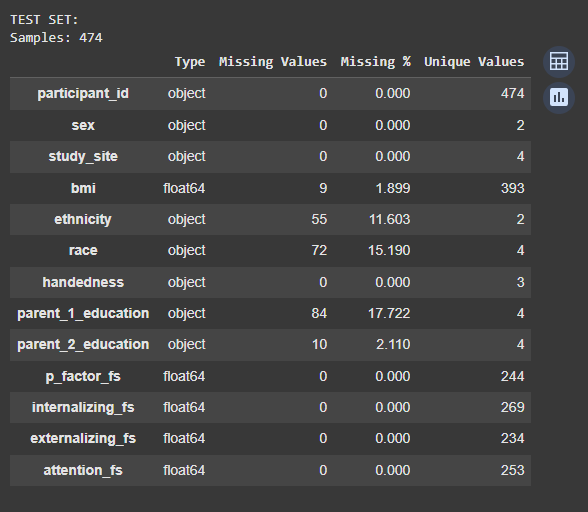 TEST SET:
Samples: 474
Type Missing Values Missing % Unique Values
participant_id object 0 0.000 474
sex object 0 0.000 2
study_site object 0 0.000 4
bmi float64 9 1.899 393
ethnicity object 55 11.603 2
race object 72 15.190 4
handedness object 0 0.000 3
parent_1_education object 84 17.722 4
parent_2_education object 10 2.110 4
p_factor_fs float64 0 0.000 244
internalizing_fs float64 0 0.000 269
externalizing_fs float64 0 0.000 234
attention_fs float64 0 0.000 253